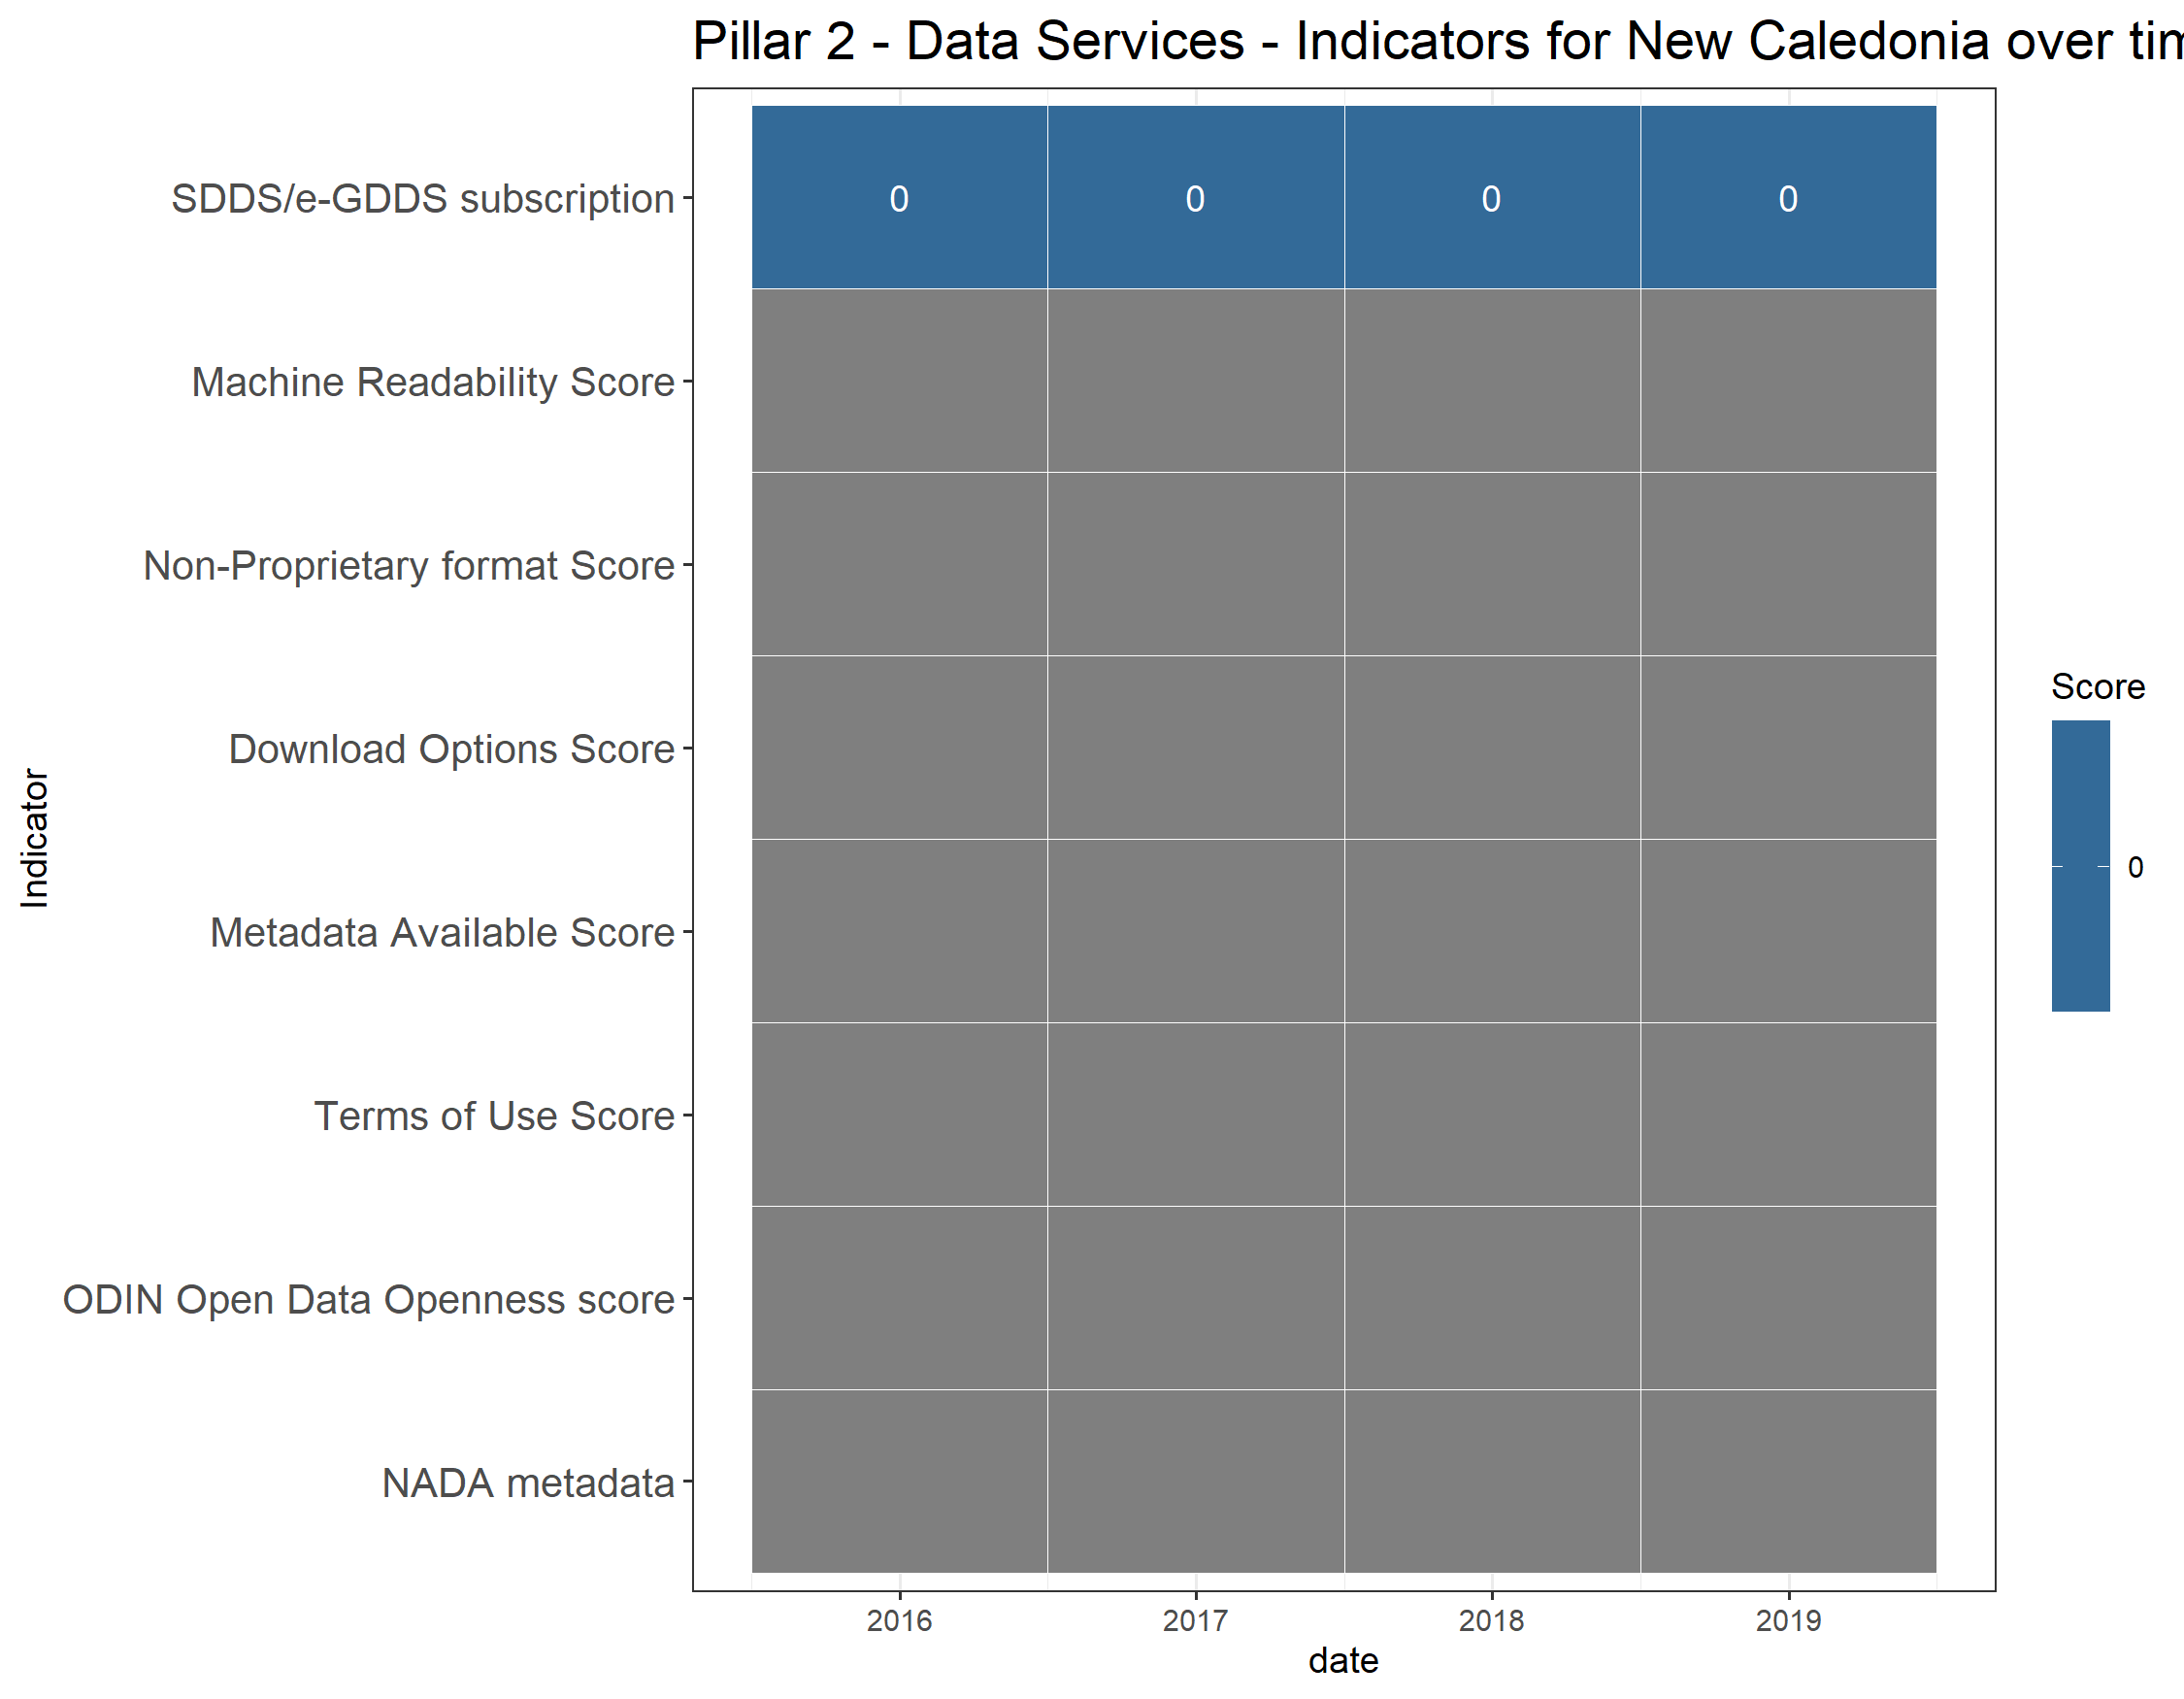 Pillar 2 - Data Services - Indicators for New Caledonia over
SDDS/e-GDDS subscription
0 0 0 0
Machine Readability Score
Non-Proprietary format Score
Download Options Score
Metadata Available Score
Terms of Use Score
ODIN Open Data Openness score
NADA metadata
Indicator
2016 2017 2018 2019
date
Score
0